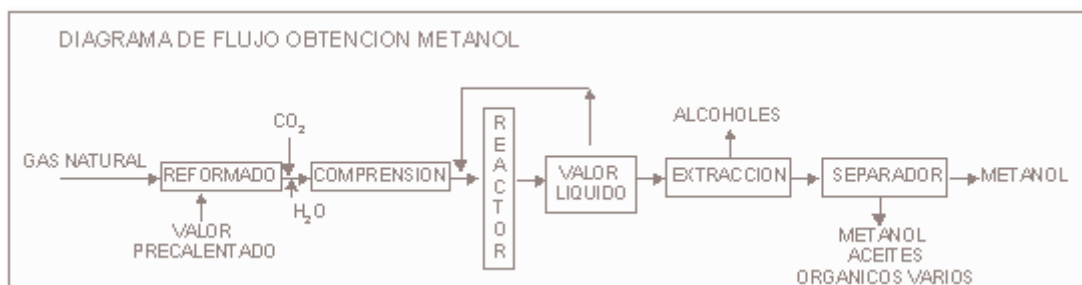 DIAGRAMA DE FLUJO OBTENCION METANOL
GAS NATURAL
REFORMADO
VALOR
PRECALENTADO
CO2
H2O
COMPRENSION
REACTOR
VALOR
LIQUIDO
ALCOHOLES
EXTRACCION
SEPARADOR
METANOL
METANOL
ACEITES
ORGANICOS VARIOS